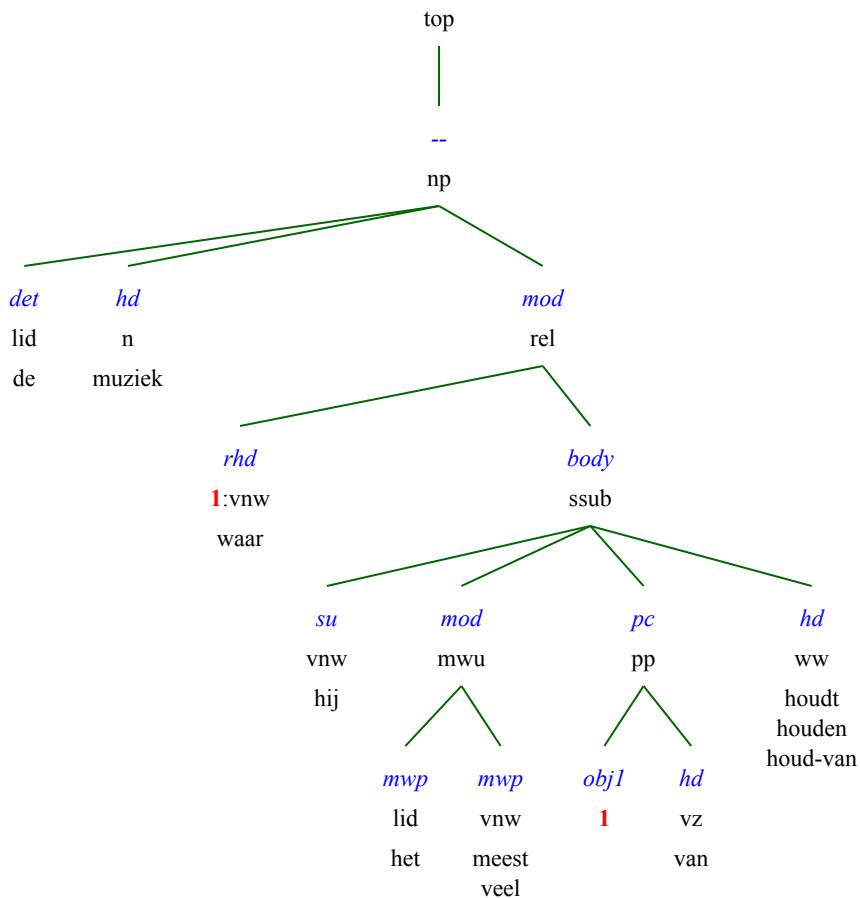 top
--
np
det hd mod
lid n rel
de muziek
rhd body
1:vnw ssub
waar
su mod pc hd
vnw mwu pp ww
hij houdt
houden
houd-van
mwp mwp obj1 hd
lid vnw 1 vz
het meest van
veel